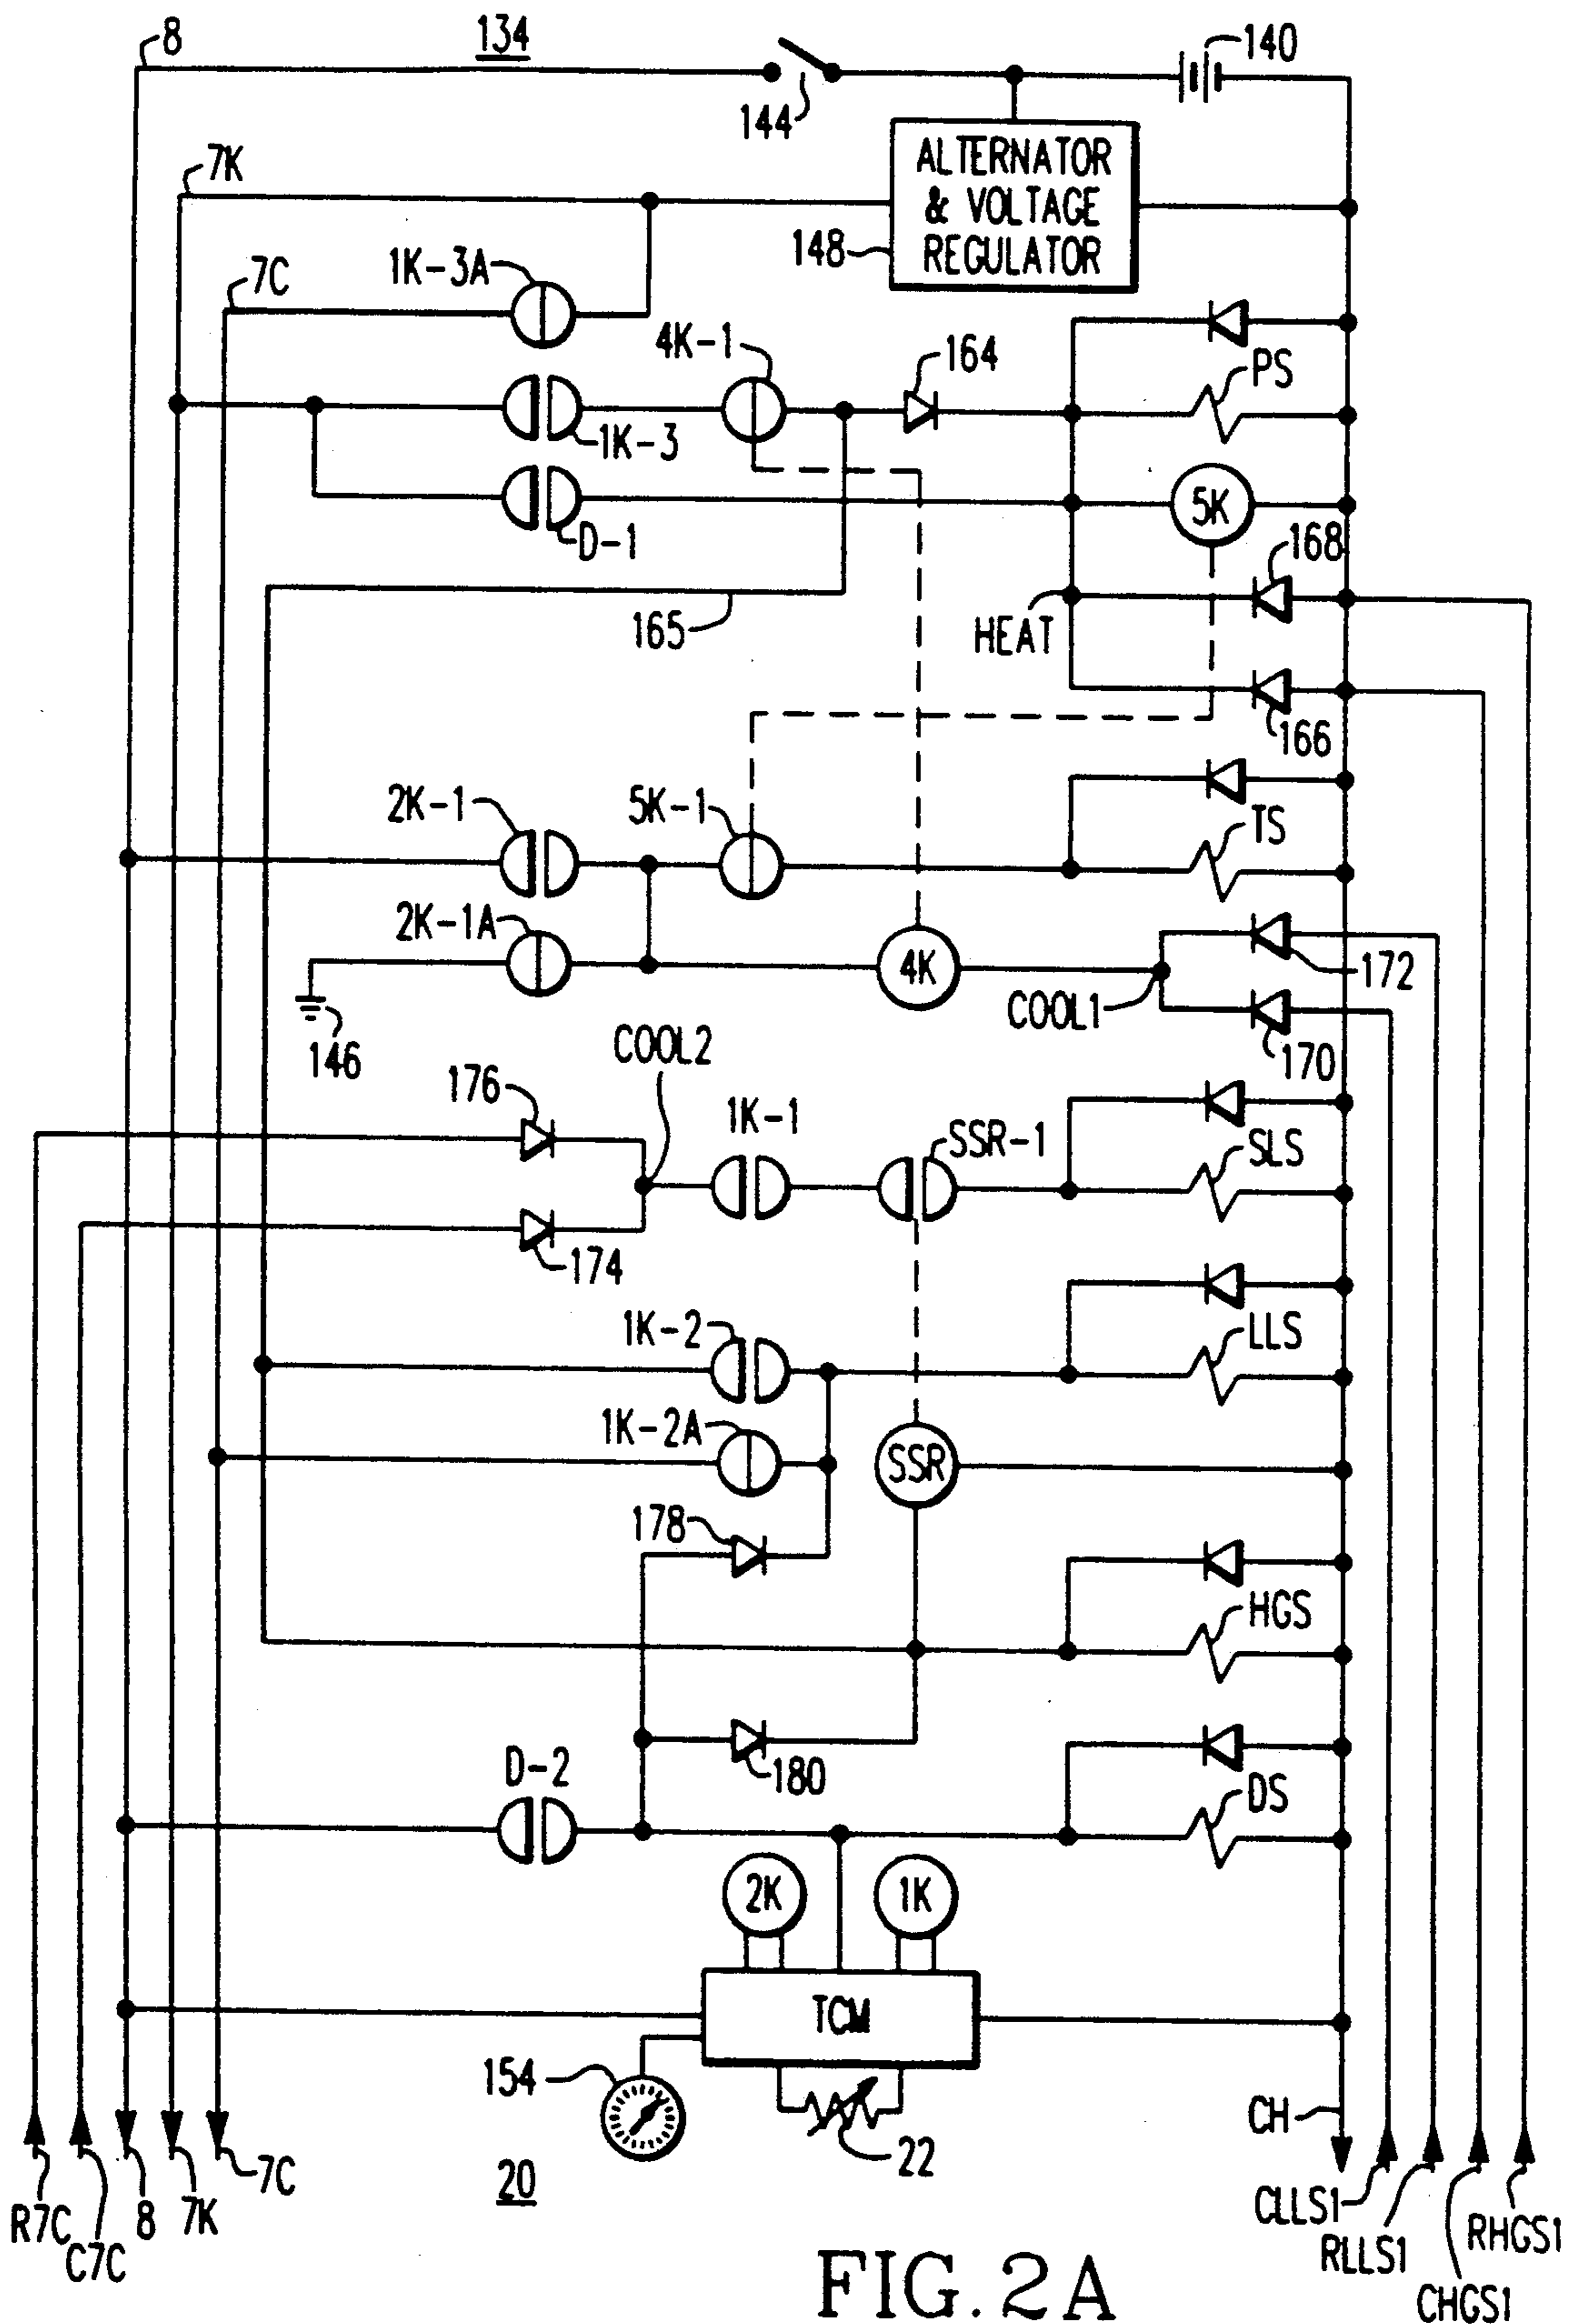 8
134
140
144
7K
ALTERNATOR
& VOLTAGE
REGULATOR
148
7C
1K-3A
4K-1
164
PS
1K-3
D-1
5K
168
165
HEAT
166
2K-1
5K-1
TS
2K-1A
4K
172
COOL1
146
COOL2
170
176
1K-1
SSR-1
SLS
174
1K-2
LLS
1K-2A
SSR
178
HGS
D-2
180
DS
2K
1K
TCM
154
22
CH
20
R7C
C7C
8
7K
7C
CLLS1
RLLS1
CHGS1
RHGS1
FIG. 2A